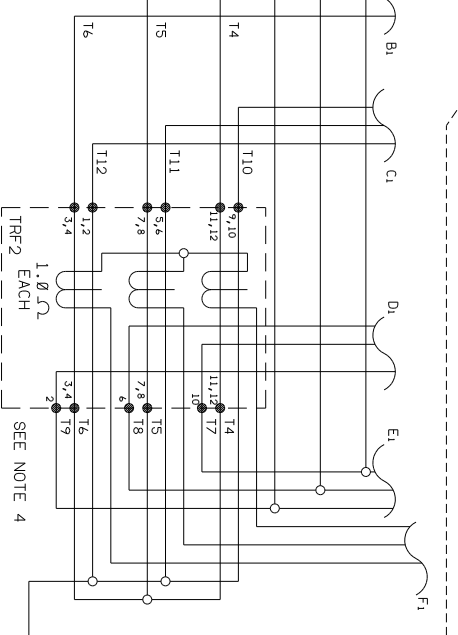 B1
T6
T5
T4
C1
T12
T11
T10
3,4
1,2
7,8
5,6
11,12
9,10
TRF2
1.0 Ω
EACH
D1
2
3,4
6
7,8
10
11,12
T9
T6
T8
T5
T7
T4
E1
SEE NOTE 4
F1